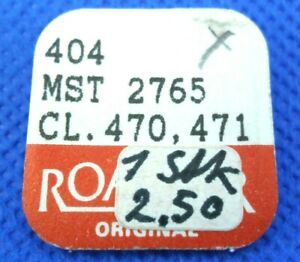 404
MST 2765
CL. 470, 471
1 Stk
2,50
ORIGINAL